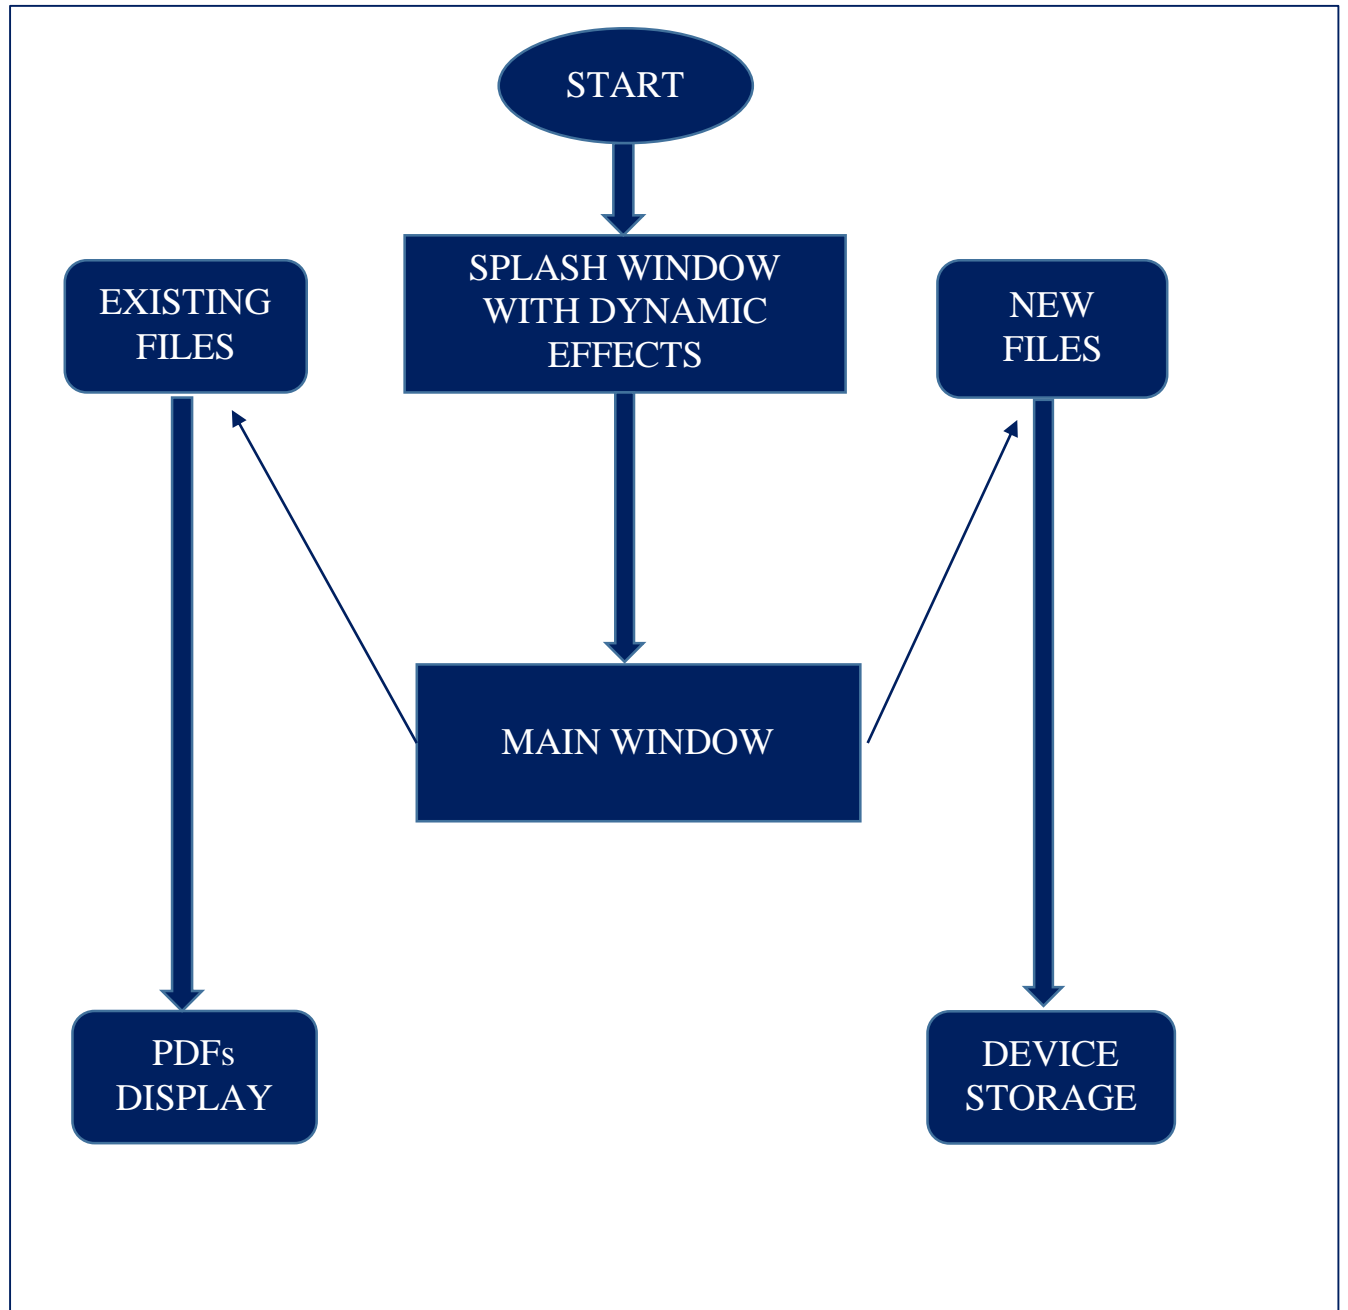 START
SPLASH WINDOW
WITH DYNAMIC
EFFECTS
EXISTING
FILES
NEW
FILES
MAIN WINDOW
PDFs
DISPLAY
DEVICE
STORAGE